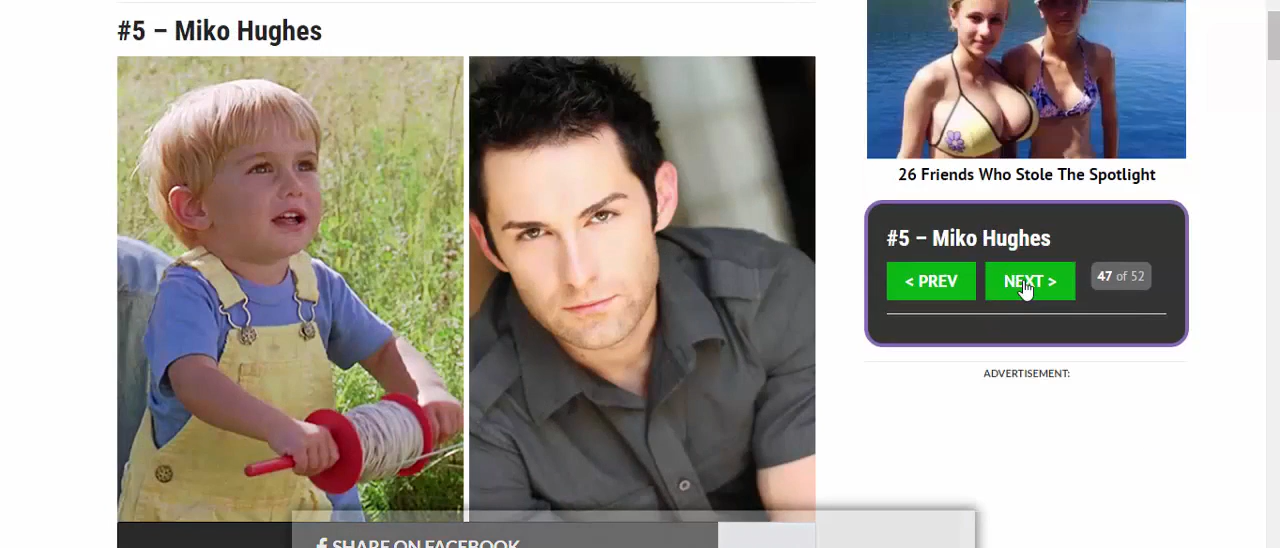 #5 – Miko Hughes
26 Friends Who Stole The Spotlight
#5 – Miko Hughes
< PREV
NEXT >
47 of 52
ADVERTISEMENT:
SHARE ON FACEBOOK